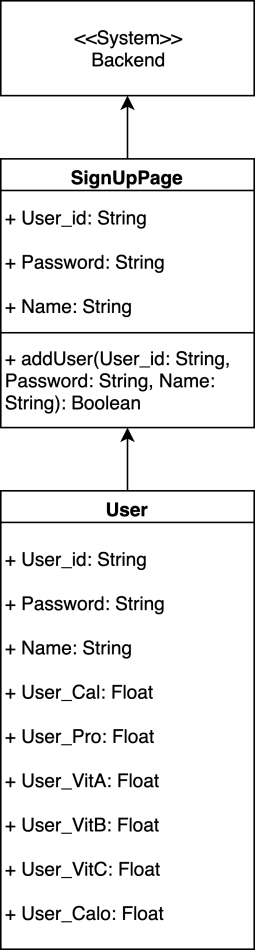 <<System>>
Backend
SignUpPage
+ User_id: String
+ Password: String
+ Name: String
+ addUser(User_id: String,
Password: String, Name:
String): Boolean
User
+ User_id: String
+ Password: String
+ Name: String
+ User_Cal: Float
+ User_Pro: Float
+ User_VitA: Float
+ User_VitB: Float
+ User_VitC: Float
+ User_Calo: Float